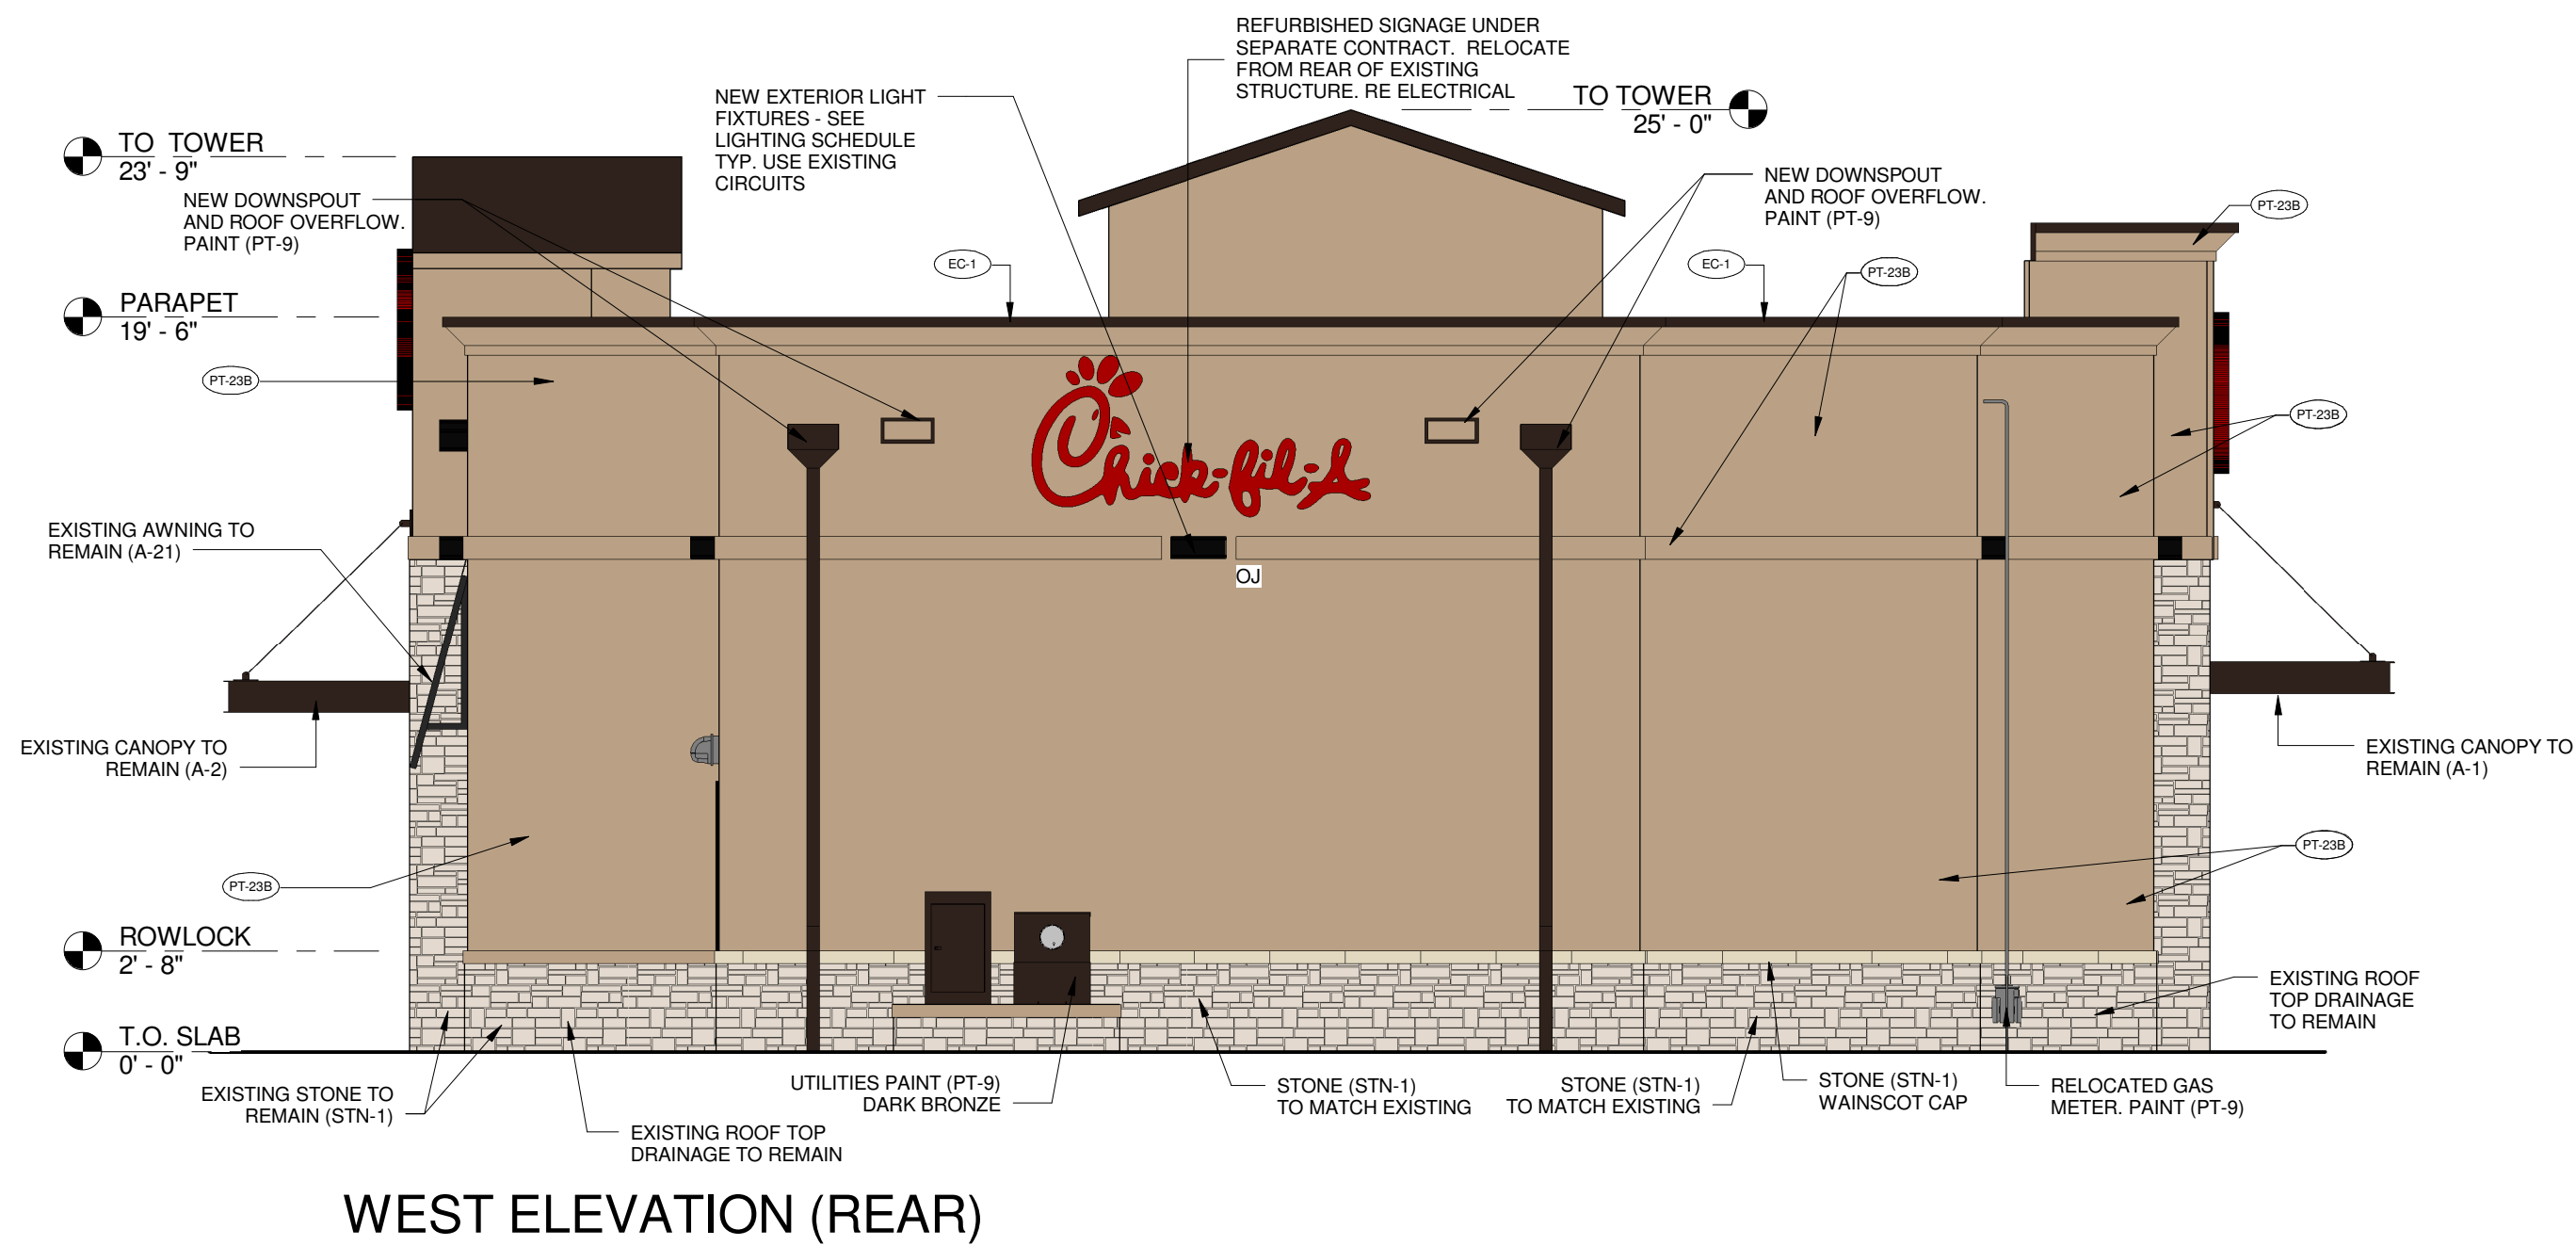 REFURBISHED SIGNAGE UNDER
SEPARATE CONTRACT. RELOCATE
FROM REAR OF EXISTING
STRUCTURE. RE ELECTRICAL
NEW EXTERIOR LIGHT
FIXTURES - SEE
LIGHTING SCHEDULE
TYP. USE EXISTING
CIRCUITS
TO TOWER
25' - 0"
TO TOWER
23' - 9"
NEW DOWNSPOUT
AND ROOF OVERFLOW.
PAINT (PT-9)
NEW DOWNSPOUT
AND ROOF OVERFLOW.
PAINT (PT-9)
PT-23B
EC-1
EC-1
PT-23B
PARAPET
19' - 6"
PT-23B
PT-23B
Chick-fil-A
EXISTING AWNING TO
REMAIN (A-21)
OJ
EXISTING CANOPY TO
REMAIN (A-2)
EXISTING CANOPY TO
REMAIN (A-1)
PT-23B
PT-23B
ROWLOCK
2' - 8"
EXISTING ROOF
TOP DRAINAGE
TO REMAIN
T.O. SLAB
0' - 0"
EXISTING STONE TO
REMAIN (STN-1)
EXISTING ROOF TOP
DRAINAGE TO REMAIN
UTILITIES PAINT (PT-9)
DARK BRONZE
STONE (STN-1)
TO MATCH EXISTING
STONE (STN-1)
TO MATCH EXISTING
STONE (STN-1)
WAINSCOT CAP
RELOCATED GAS
METER. PAINT (PT-9)
WEST ELEVATION (REAR)